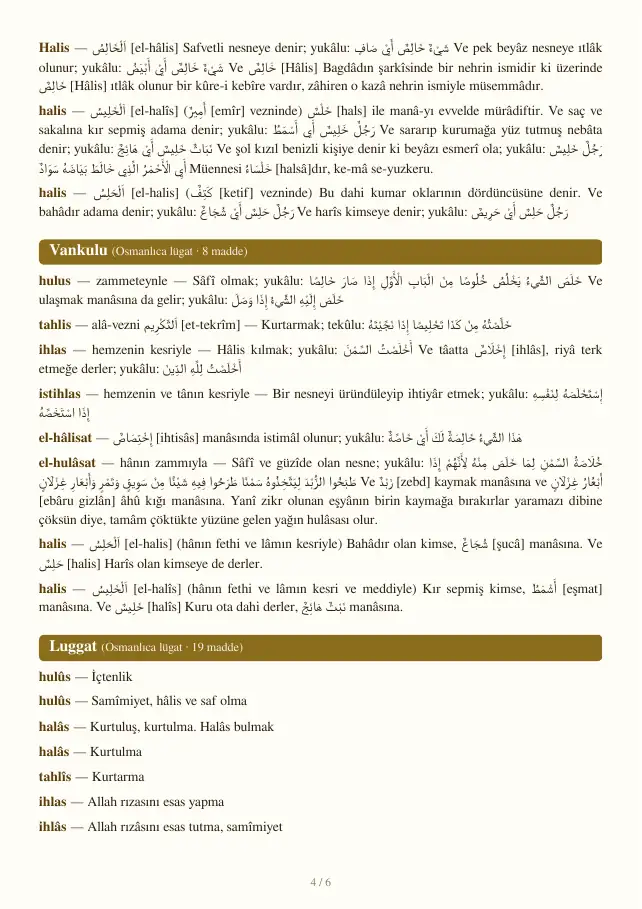 Halis — اَلْخَالِصُ [el-hâlis] Safvetli nesneye denir; yukâlu: شَيْءٌ خَالِصٌ أَيْ صَافٍ Ve pek beyâz nesneye ıtlâk
olunur; yukâlu: شَيْءٌ خَالِصٌ أَيْ أَبْيَضُ Ve خَالِصٌ [Hâlis] Bagdâdın şarkîsinde bir nehrin ismidir ki üzerinde
خَالِصٌ [Hâlis] ıtlâk olunur bir kûre-i kebîre vardır, zâhiren o kazâ nehrin ismiyle müsemmâdır.
halis — اَلْخَلِيسُ [el-halîs] (أَمِيرٌ [emîr] vezninde) خَلْسٌ [hals] ile manâ-yı evvelde mürâdiftir. Ve saç ve
sakalına kır sepmiş adama denir; yukâlu: رَجُلٌ خَلِيسٌ أَي أَشْمَطُ Ve sararıp kurumağa yüz tutmuş nebâta
denir; yukâlu: نَبَاتٌ خَلِيسٌ أَيْ هَائِجٌ Ve şol kızıl benizli kişiye denir ki beyâzı esmerî ola; yukâlu: رَجُلٌ خَلِيسٌ
أَيِ الْأَحْمَرُ الَّذِي خَالَطَ بَيَاضَهُ سَوَادٌ Müennesi خَلْسَاءُ [halsâ]dır, ke-mâ se-yuzkeru.
halis — اَلْحَلِسُ [el-halis] (كَتِفٌ [ketif] vezninde) Bu dahi kumar oklarının dördüncüsüne denir. Ve
bahâdır adama denir; yukâlu: رَجُلٌ حَلِسٌ أَيْ شُجَاعٌ Ve harîs kimseye denir; yukâlu: رَجُلٌ حَلِسٌ أَيْ حَرِيصٌ
Vankulu (Osmanlıca lügat · 8 madde)
hulus — zammeteynle — Sâfî olmak; yukâlu: خَلَصَ الشَّيْءُ يَخْلُصُ خُلُوصًا مِنَ الْبَابِ الْأَوَّلِ إِذَا صَارَ خَالِصًا Ve
ulaşmak manâsına da gelir; yukâlu: خَلَصَ إِلَيْهِ الشَّيْءُ إِذَا وَصَلَ
tahlis — alâ-vezni اَلتَّكْرِيمِ [et-tekrîm] — Kurtarmak; tekûlu: خَلَّصْتُهُ مِنْ كَذَا تَخْلِيصًا إِذَا نَجَّيْتَهُ
ihlas — hemzenin kesriyle — Hâlis kılmak; yukâlu: أَخْلَصْتُ السَّمْنَ Ve tâatta إِخْلَاصٌ [ihlâs], riyâ terk
etmeğe derler; yukâlu: أَخْلَصْتُ لِلَّهِ الدِّينَ
istihlas — hemzenin ve tânın kesriyle — Bir nesneyi üründüleyip ihtiyâr etmek; yukâlu: إِسْتَخْلَصَهُ لِنَفْسِهِ
إِذَا اسْتَخَصَّهُ
el-hâlisat — إِخْتِصَاصٌ [ihtisâs] manâsında istimâl olunur; yukâlu: هَذَا الشَّيْءُ خَالِصَةٌ لَكَ أَيْ خَاصَّةٌ
el-hulâsat — hânın zammıyla — Sâfî ve güzîde olan nesne; yukâlu: خُلَاصَةُ السَّمْنِ لِمَا خَلَصَ مِنْهُ لِأَنَّهُمْ إِذَا
طَبَخُوا الزُّبْدَ لِيَتَّخِذُوهُ سَمْنًا طَرَحُوا فِيهِ شَيْئًا مِنْ سَوِيقٍ وَتَمْرٍ وَأَبْعَارِ غِزْلَانٍ Ve زُبْدٌ [zebd] kaymak manâsına ve أَبْعَارُ غِزْلَانٍ
[ebâru gizlân] âhû kığı manâsına. Yanî zikr olunan eşyânın birin kaymağa bırakırlar yaramazı dibine
çöksün diye, tamâm çöktükte yüzüne gelen yağın hulâsası olur.
halis — اَلْحَلِسُ [el-halis] (hânın fethi ve lâmın kesriyle) Bahâdır olan kimse, شُجَاعٌ [şucâ] manâsına. Ve
حَلِسٌ [halis] Harîs olan kimseye de derler.
halis — اَلْخَلِيسُ [el-halîs] (hânın fethi ve lâmın kesri ve meddiyle) Kır sepmiş kimse, أَشْمَطُ [eşmat]
manâsına. Ve خَلِيسٌ [halîs] Kuru ota dahi derler, نَبْتٌ هَائِجٌ manâsına.
Luggat (Osmanlıca lügat · 19 madde)
hulûs — İçtenlik
hulûs — Samîmiyet, hâlis ve saf olma
halâs — Kurtuluş, kurtulma. Halâs bulmak
halâs — Kurtulma
tahlîs — Kurtarma
ihlas — Allah rızasını esas yapma
ihlâs — Allah rızâsını esas tutma, samîmiyet
4 / 6